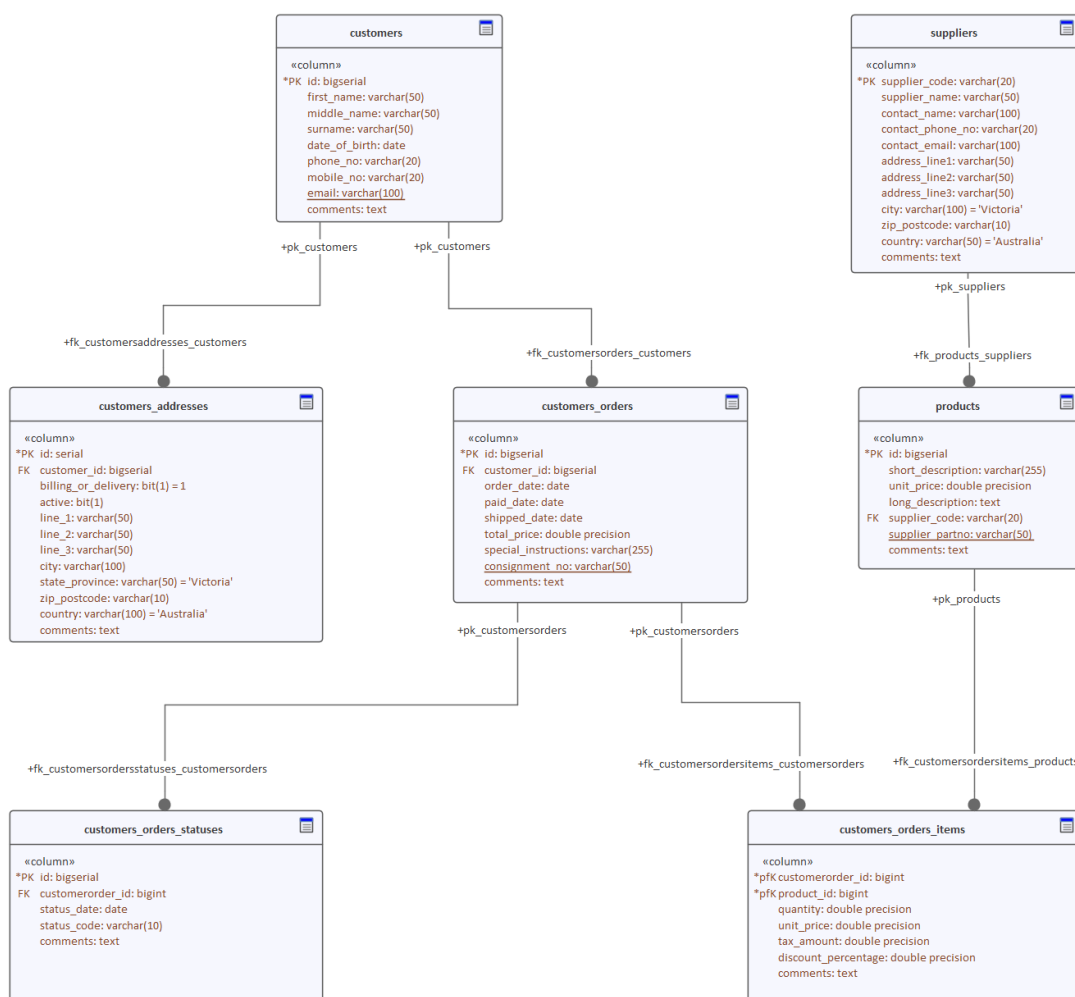 customers
«column»
*PK id: bigserial
first_name: varchar(50)
middle_name: varchar(50)
surname: varchar(50)
date_of_birth: date
phone_no: varchar(20)
mobile_no: varchar(20)
email: varchar(100)
comments: text
suppliers
«column»
*PK supplier_code: varchar(20)
supplier_name: varchar(50)
contact_name: varchar(100)
contact_phone_no: varchar(20)
contact_email: varchar(100)
address_line1: varchar(50)
address_line2: varchar(50)
address_line3: varchar(50)
city: varchar(100) = 'Victoria'
zip_postcode: varchar(10)
country: varchar(50) = 'Australia'
comments: text
+pk_customers
+pk_customers
+pk_suppliers
+fk_customersaddresses_customers
+fk_customersorders_customers
+fk_products_suppliers
customers_addresses
«column»
*PK id: serial
FK customer_id: bigserial
billing_or_delivery: bit(1) = 1
active: bit(1)
line_1: varchar(50)
line_2: varchar(50)
line_3: varchar(50)
city: varchar(100)
state_province: varchar(50) = 'Victoria'
zip_postcode: varchar(10)
country: varchar(100) = 'Australia'
comments: text
customers_orders
«column»
*PK id: bigserial
FK customer_id: bigserial
order_date: date
paid_date: date
shipped_date: date
total_price: double precision
special_instructions: varchar(255)
consignment_no: varchar(50)
comments: text
products
«column»
*PK id: bigserial
short_description: varchar(255)
unit_price: double precision
long_description: text
FK supplier_code: varchar(20)
supplier_partno: varchar(50)
comments: text
+pk_products
+pk_customersorders
+pk_customersorders
+fk_customersordersstatuses_customersorders
+fk_customersordersitems_customersorders
+fk_customersordersitems_products
customers_orders_statuses
«column»
*PK id: bigserial
FK customerorder_id: bigint
status_date: date
status_code: varchar(10)
comments: text
customers_orders_items
«column»
*pfK customerorder_id: bigint
*pfK product_id: bigint
quantity: double precision
unit_price: double precision
tax_amount: double precision
discount_percentage: double precision
comments: text